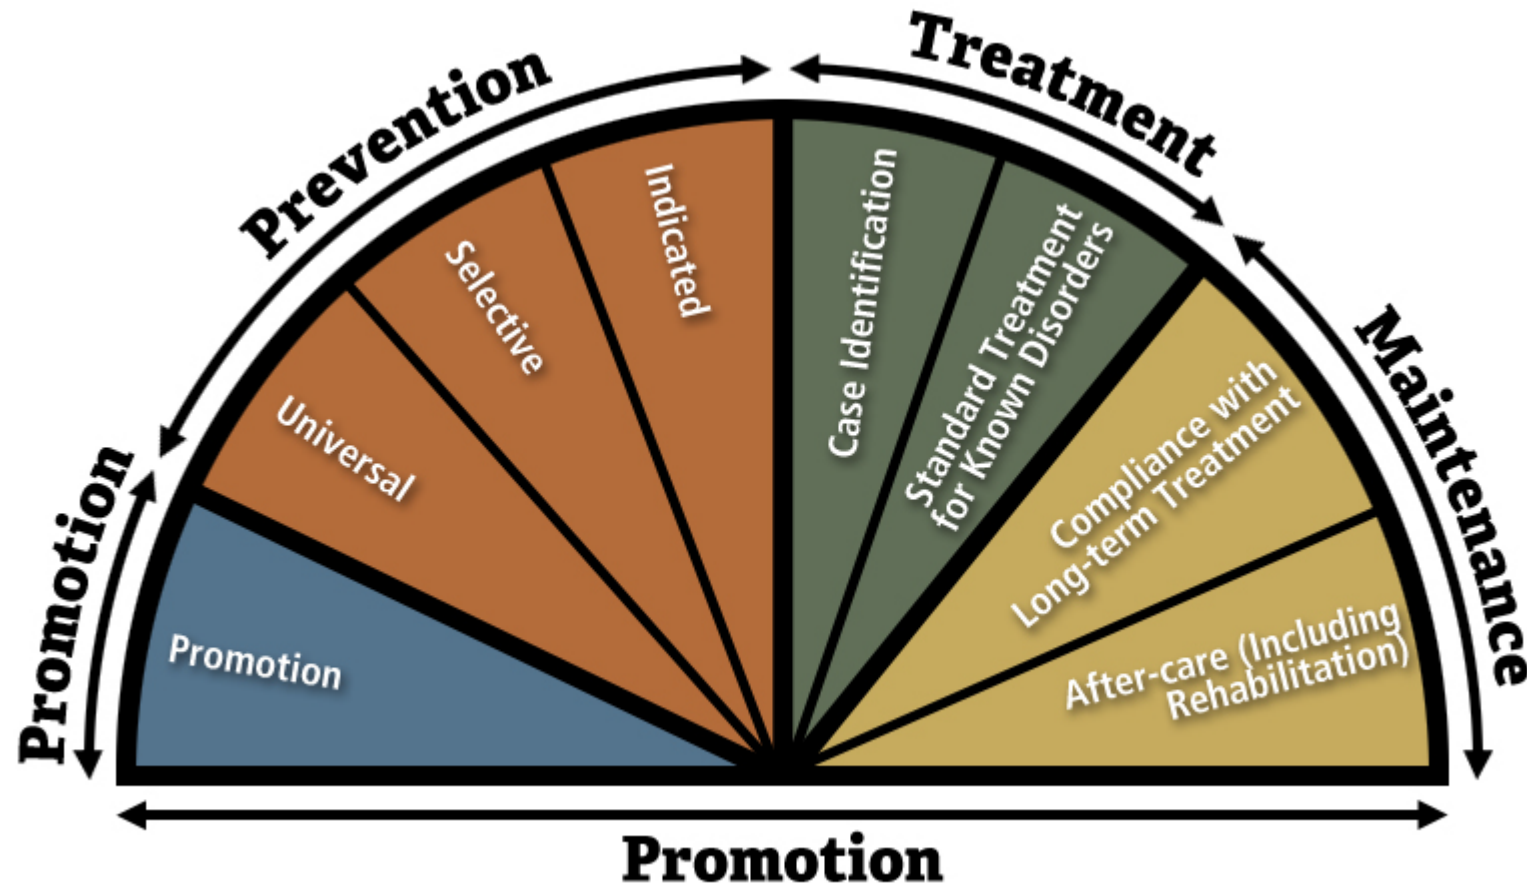 Promotion
Prevention
Treatment
Maintenance
Promotion
Universal
Selective
Indicated
Case Identification
Standard Treatment
for Known Disorders
Compliance with
Long-term Treatment
After-care (Including
Rehabilitation)
Promotion